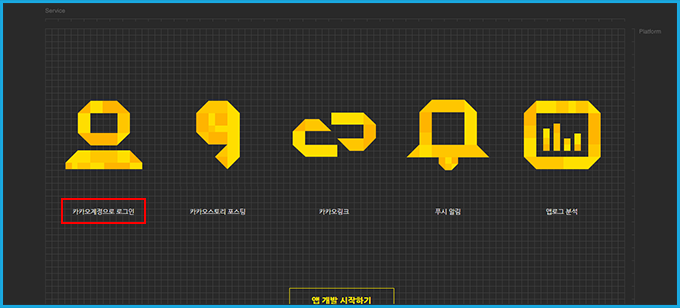 Service
Platform
카카오계정으로 로그인
카카오스토리 포스팅
카카오링크
푸시 알림
앱로그 분석
앱 개발 시작하기